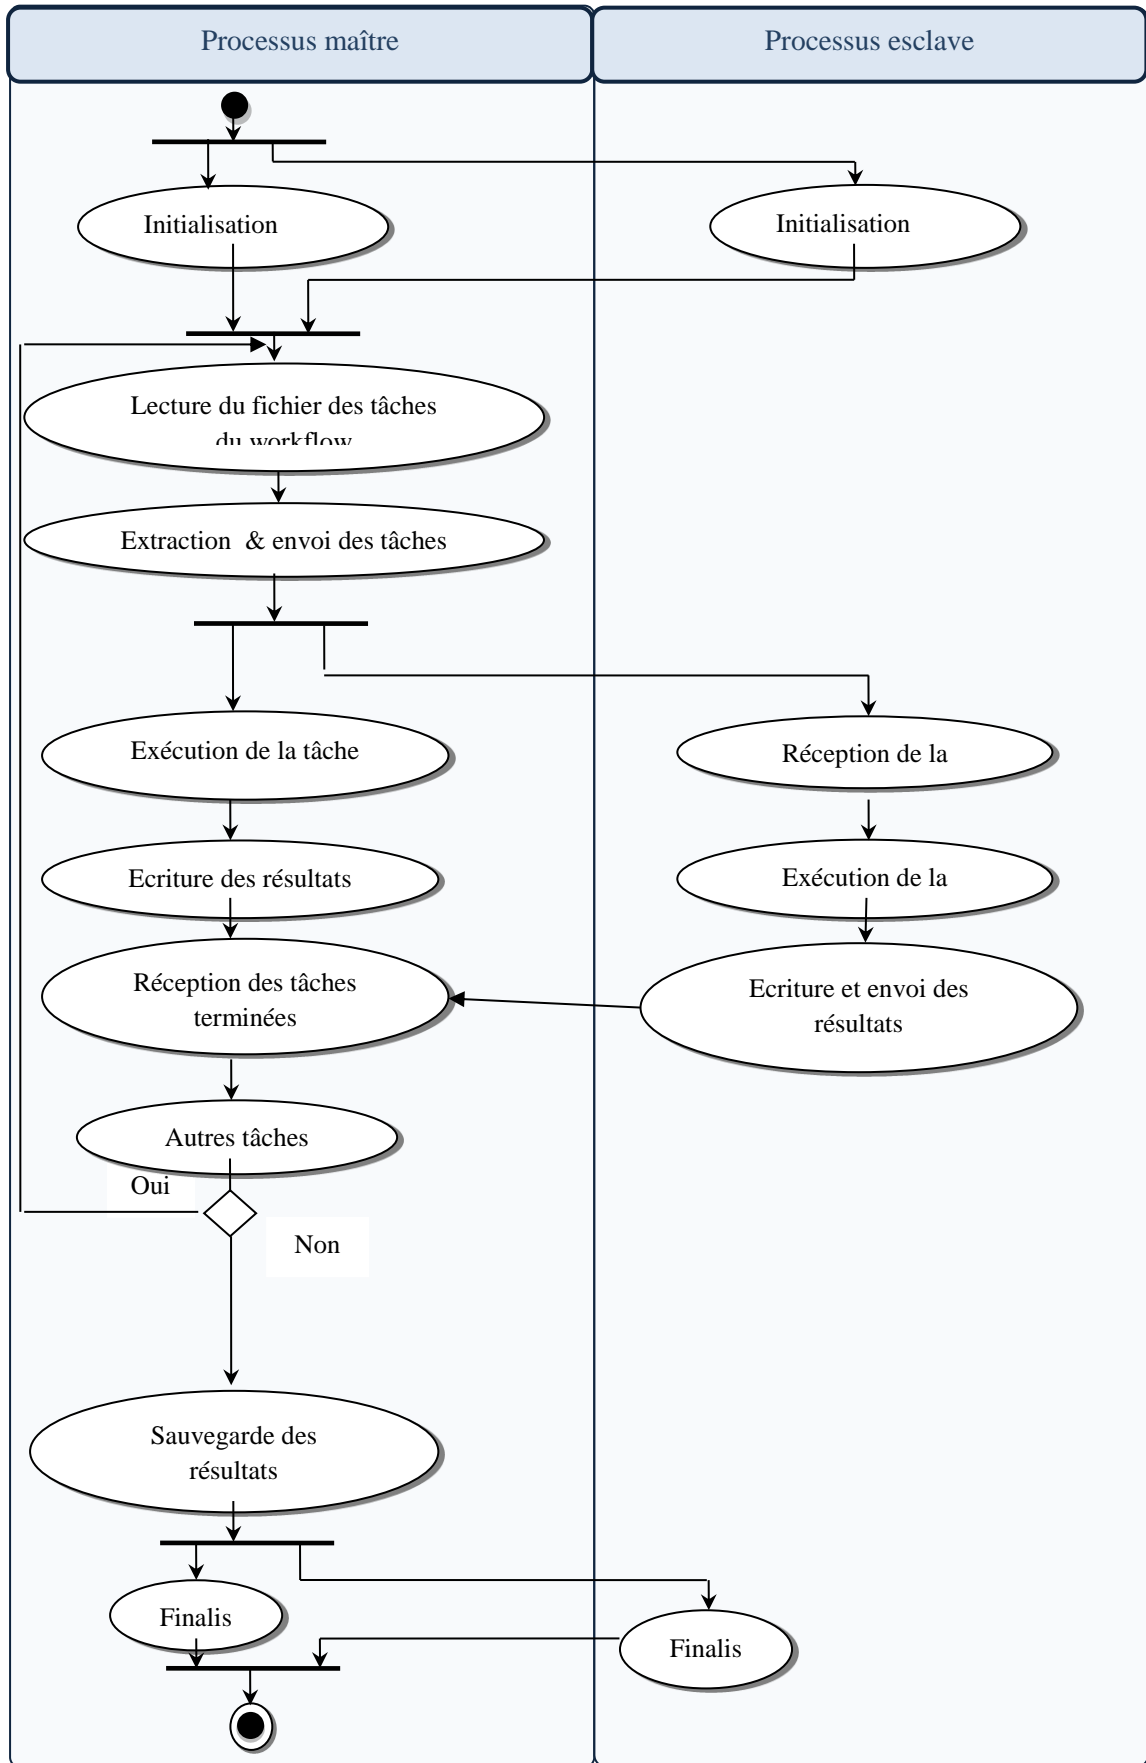 Processus maître
Processus esclave
Initialisation
Initialisation
Lecture du fichier des tâches
du workflow
Extraction & envoi des tâches
Exécution de la tâche
Réception de la
Ecriture des résultats
Exécution de la
Réception des tâches
terminées
Ecriture et envoi des
résultats
Autres tâches
Oui
Non
Sauvegarde des
résultats
Finalis
Finalis